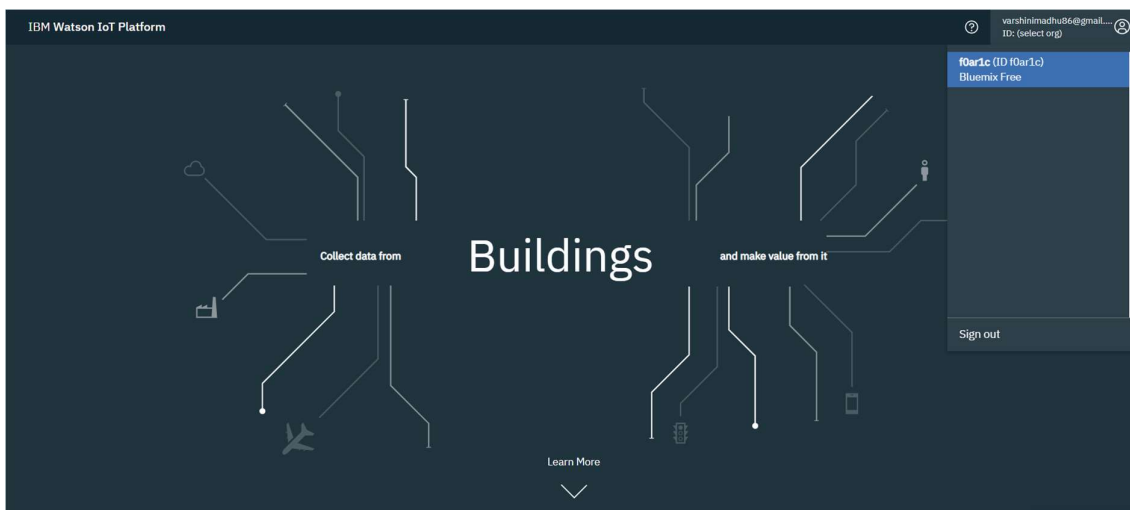 IBM Watson IoT Platform
varshinimadhu86@gmail....
ID: (select org)
f0ar1c (ID f0ar1c)
Bluemix Free
Collect data from
Buildings
and make value from it
Sign out
Learn More